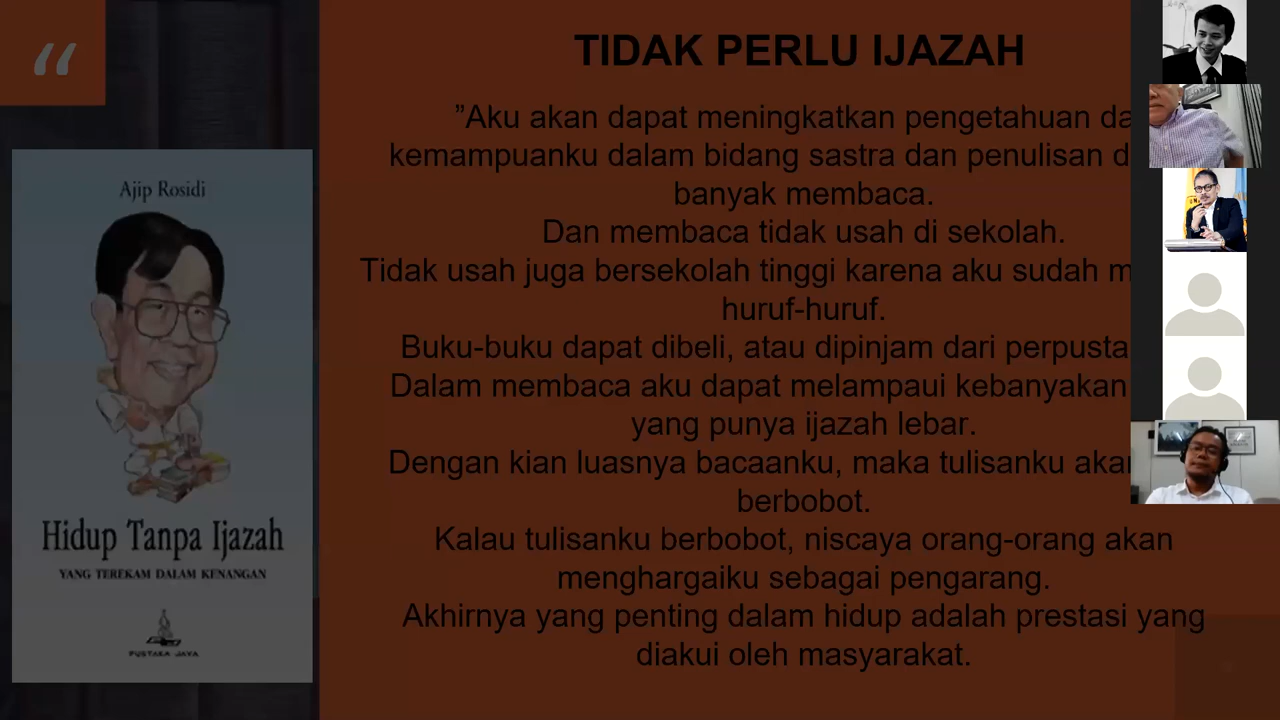 “
TIDAK PERLU IJAZAH
”Aku akan dapat meningkatkan pengetahuan
kemampuanku dalam bidang sastra dan penulisan
banyak membaca.
Dan membaca tidak usah di sekolah.
Tidak usah juga bersekolah tinggi karena aku sudah
huruf-huruf.
Buku-buku dapat dibeli, atau dipinjam dari
Dalam membaca aku dapat melampaui kebanyakan
yang punya ijazah lebar.
Dengan kian luasnya bacaanku, maka tulisanku
berbobot.
Kalau tulisanku berbobot, niscaya orang-orang akan
menghargaiku sebagai pengarang.
Akhirnya yang penting dalam hidup adalah prestasi yang
diakui oleh masyarakat.
Ajip Rosidi
Hidup Tanpa Ijazah
YANG TEREKAM DALAM KENANGAN
PUSTAKA JAYA